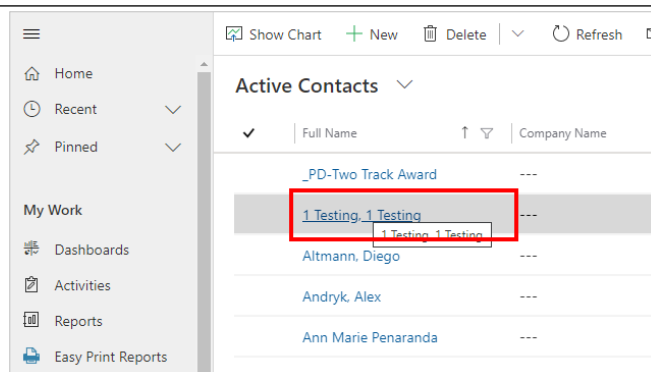 Show Chart + New Delete Refresh
Home
Recent
Pinned
My Work
Dashboards
Activities
Reports
Easy Print Reports
Active Contacts
Full Name Company Name
_PD-Two Track Award ---
1 Testing, 1 Testing ---
1 Testing, 1 Testing
Altmann, Diego ---
Andryk, Alex ---
Ann Marie Penaranda ---